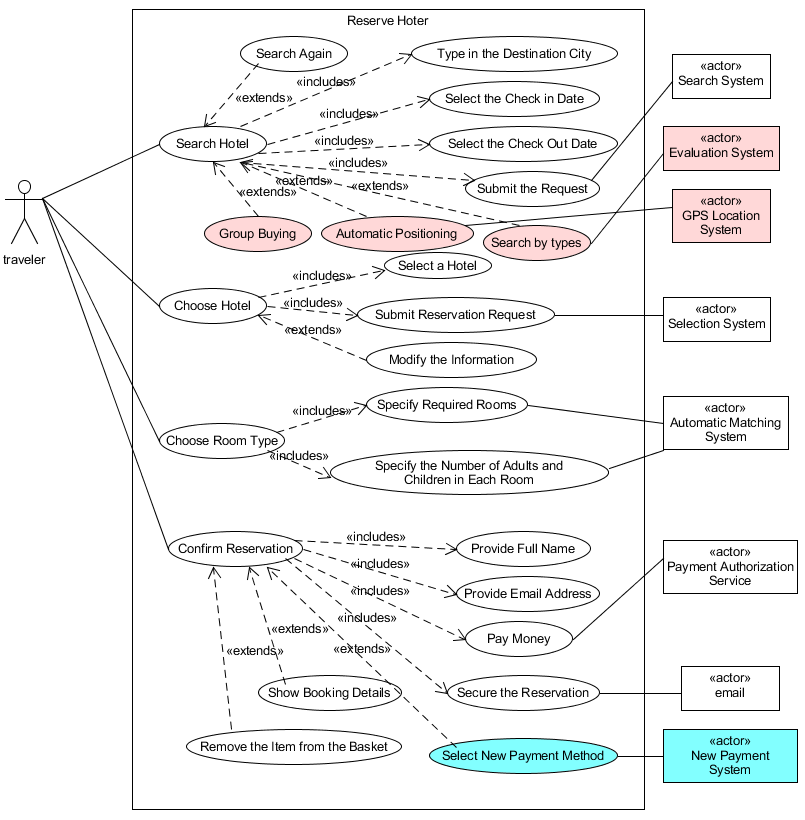 Reserve Hoter
Search Again
Type in the Destination City
«actor»
Search System
«includes»
«extends»
Select the Check in Date
«includes»
Search Hotel
«includes»
Select the Check Out Date
«actor»
Evaluation System
«includes»
«extends»
«extends»
«extends»
Submit the Request
«actor»
GPS Location
System
Group Buying
Automatic Positioning
Search by types
traveler
Select a Hotel
«includes»
Choose Hotel
«includes»
Submit Reservation Request
«actor»
Selection System
«extends»
Modify the Information
Specify Required Rooms
«includes»
«actor»
Automatic Matching
System
Choose Room Type
«includes»
Specify the Number of Adults and
Children in Each Room
Confirm Reservation
«includes»
Provide Full Name
«actor»
Payment Authorization
Service
«includes»
«includes»
Provide Email Address
«includes»
«extends»
Pay Money
«extends»
«extends»
Show Booking Details
Secure the Reservation
«actor»
email
Remove the Item from the Basket
Select New Payment Method
«actor»
New Payment
System